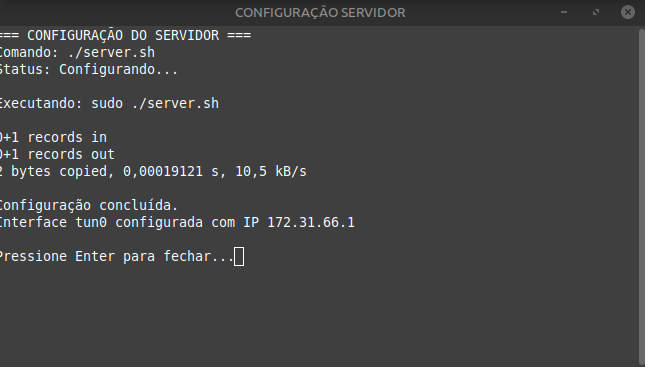 CONFIGURAÇÃO SERVIDOR
=== CONFIGURAÇÃO DO SERVIDOR ===
Comando: ./server.sh
Status: Configurando...
Executando: sudo ./server.sh
0+1 records in
0+1 records out
2 bytes copied, 0,00019121 s, 10,5 kB/s
Configuração concluída.
Interface tun0 configurada com IP 172.31.66.1
Pressione Enter para fechar...